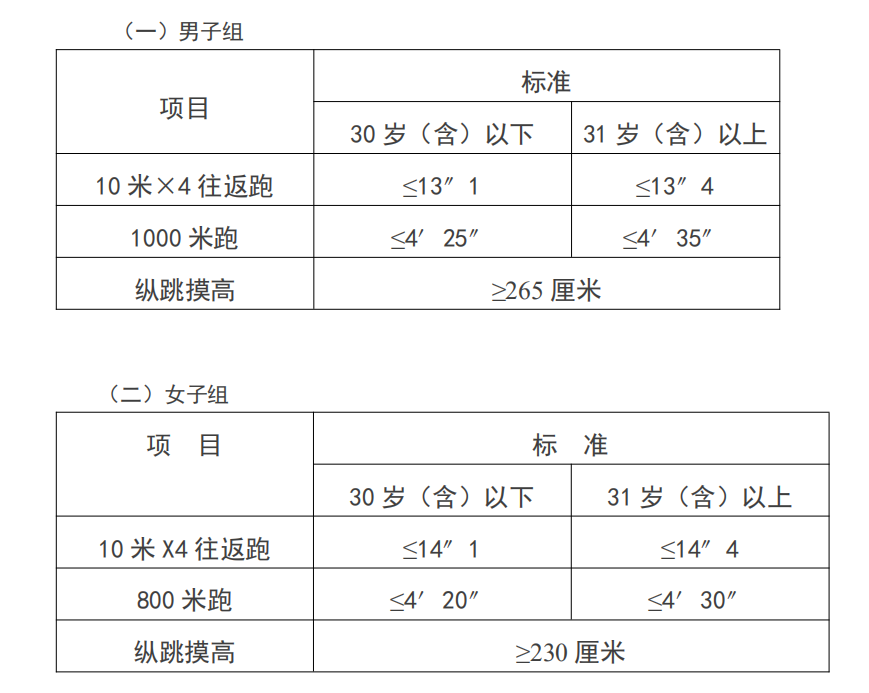 （一）男子组
项目
标准
30 岁（含）以下
31 岁（含）以上
10 米×4 往返跑
≤13″ 1
≤13″ 4
1000 米跑
≤4′ 25″
≤4′ 35″
纵跳摸高
≥265 厘米
（二）女子组
项 目
标 准
30 岁（含）以下
31 岁（含）以上
10 米 X4 往返跑
≤14″ 1
≤14″ 4
800 米跑
≤4′ 20″
≤4′ 30″
纵跳摸高
≥230 厘米